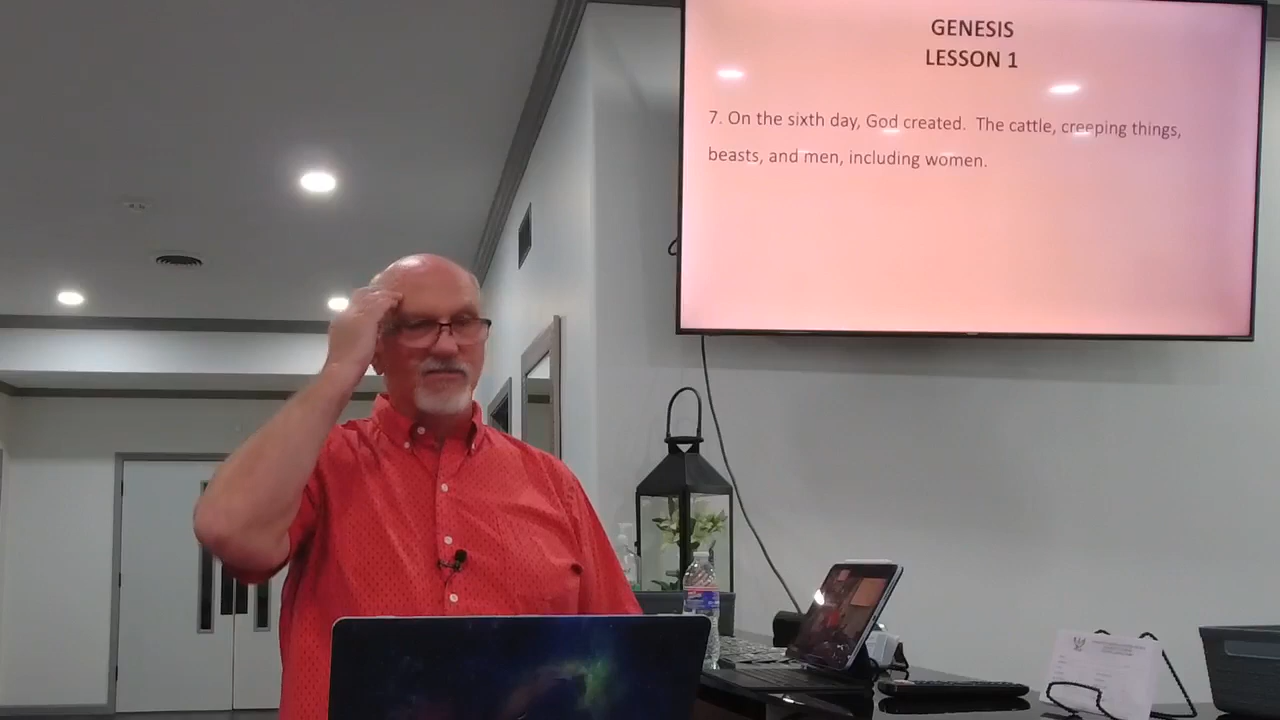 GENESIS
LESSON 1
7. On the sixth day, God created.  The cattle, creeping things,
beasts, and men, including women.